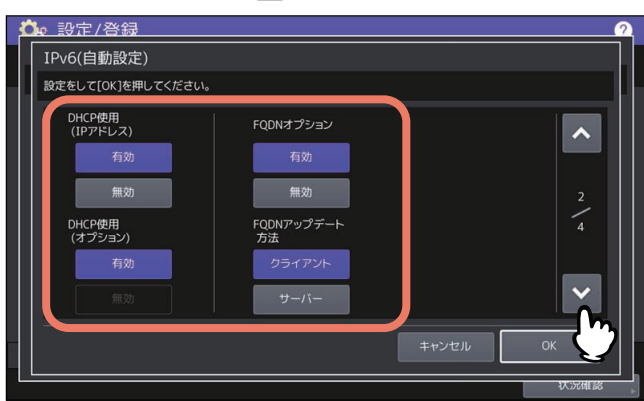 設定/登録
?
IPv6(自動設定)
設定をして[OK]を押してください。
DHCP使用
(IPアドレス)
有効
無効
DHCP使用
(オプション)
有効
無効
FQDNオプション
有効
無効
FQDNアップデート
方法
クライアント
サーバー
2
4
キャンセル
OK
状況確認